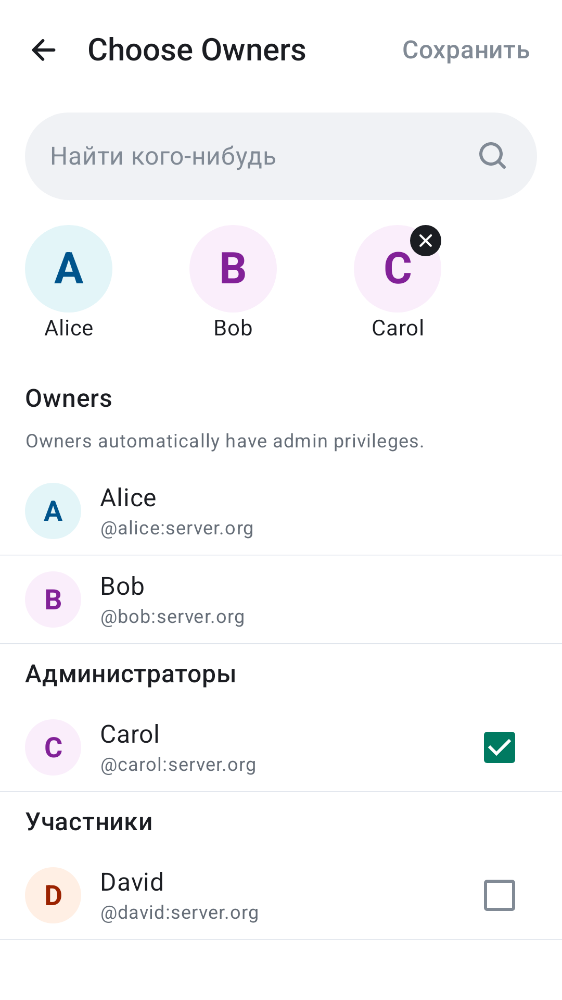 Choose Owners
Сохранить
Найти кого-нибудь
A
B
C
Alice
Bob
Carol
Owners
Owners automatically have admin privileges.
A
Alice
@alice:server.org
B
Bob
@bob:server.org
Администраторы
C
Carol
@carol:server.org
Участники
D
David
@david:server.org